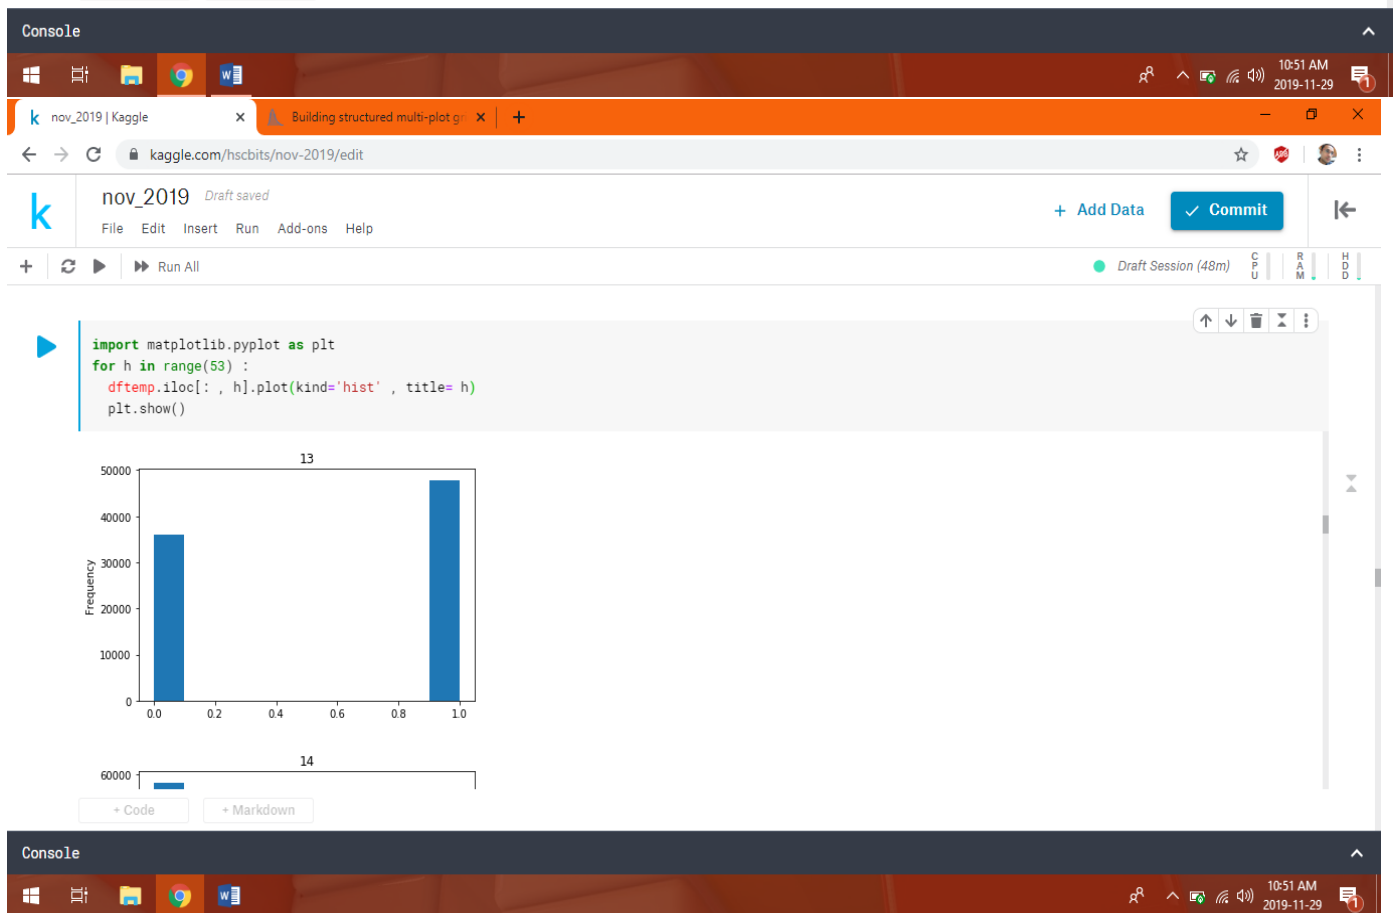 Console
10:51 AM
2019-11-29
nov_2019 | Kaggle
Building structured multi-plot gr
kaggle.com/hscbits/nov-2019/edit
k
nov_2019 Draft saved
File Edit Insert Run Add-ons Help
+ Add Data
Commit
+ Run All
Draft Session (48m)
CPU
RAM
HDD
import matplotlib.pyplot as plt
for h in range(53) :
dftemp.iloc[: , h].plot(kind='hist' , title= h)
plt.show()
13
50000
40000
30000
20000
10000
0
Frequency
0.0 0.2 0.4 0.6 0.8 1.0
14
60000
+ Code + Markdown
Console
10:51 AM
2019-11-29